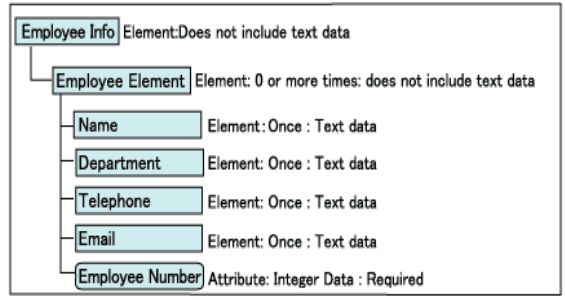 Employee Info Element:Does not include text data
Employee Element Element: 0 or more times: does not include text data
Name Element: Once : Text data
Department Element: Once : Text data
Telephone Element: Once : Text data
Email Element: Once : Text data
Employee Number Attribute: Integer Data : Required